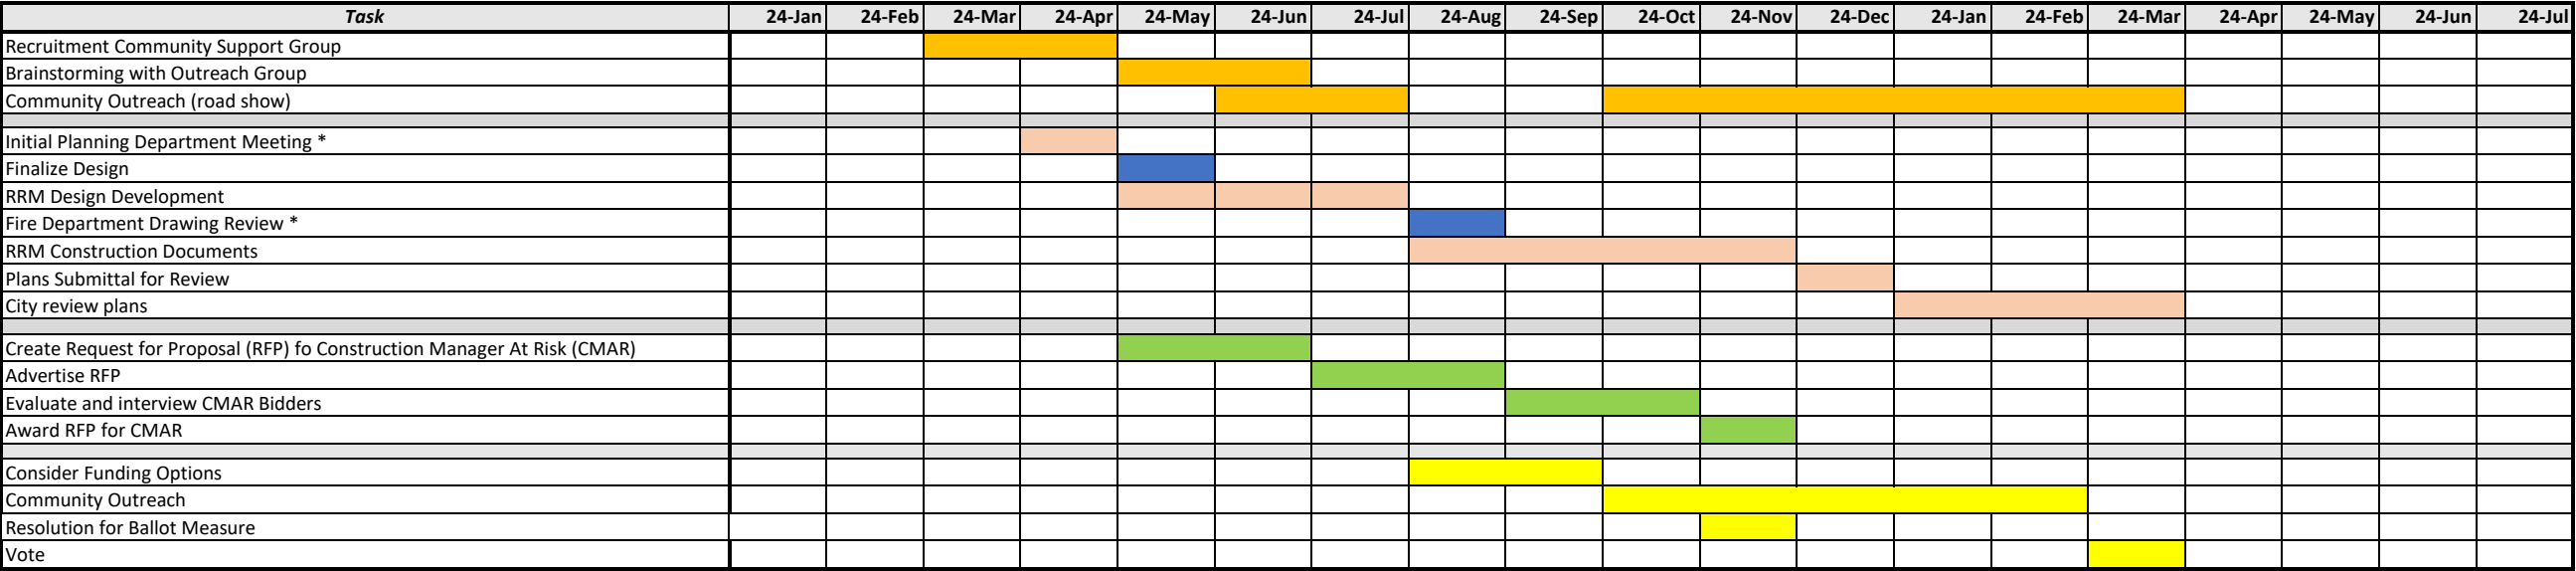 Task 24-Jan 24-Feb 24-Mar 24-Apr 24-May 24-Jun 24-Jul 24-Aug 24-Sep 24-Oct 24-Nov 24-Dec 24-Jan 24-Feb 24-Mar 24-Apr 24-May 24-Jun 24-Jul
Recruitment Community Support Group
Brainstorming with Outreach Group
Community Outreach (road show)
Initial Planning Department Meeting *
Finalize Design
RRM Design Development
Fire Department Drawing Review *
RRM Construction Documents
Plans Submittal for Review
City review plans
Create Request for Proposal (RFP) fo Construction Manager At Risk (CMAR)
Advertise RFP
Evaluate and interview CMAR Bidders
Award RFP for CMAR
Consider Funding Options
Community Outreach
Resolution for Ballot Measure
Vote